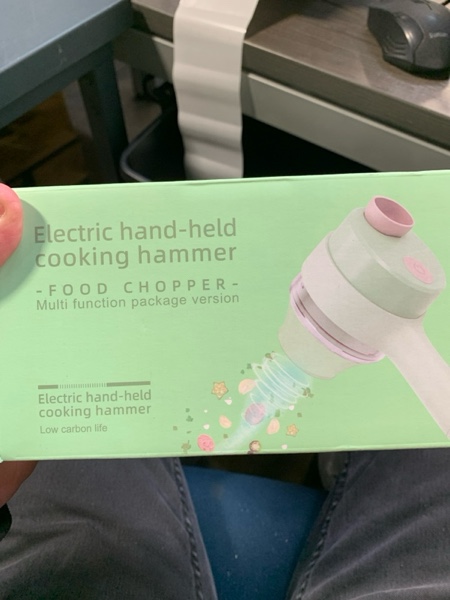 Electric hand-held
cooking hammer
-FOOD CHOPPER-
Multi function package version
Electric hand-held
cooking hammer
Low carbon life